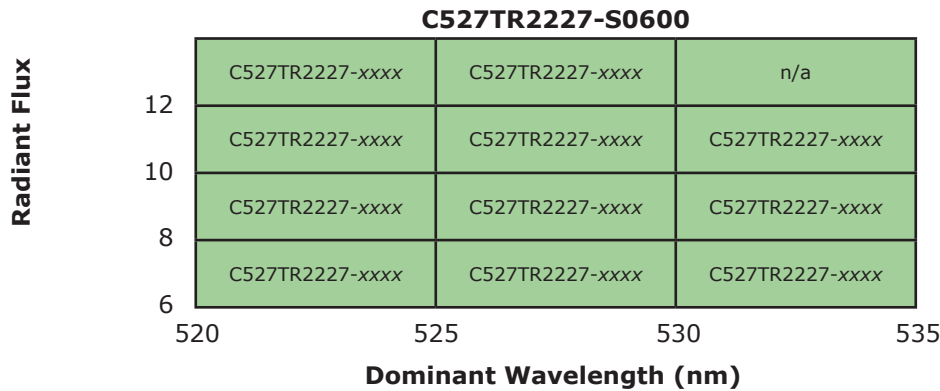 C527TR2227-S0600
Radiant Flux
C527TR2227-xxxx C527TR2227-xxxx n/a
12
C527TR2227-xxxx C527TR2227-xxxx C527TR2227-xxxx
10
C527TR2227-xxxx C527TR2227-xxxx C527TR2227-xxxx
8
C527TR2227-xxxx C527TR2227-xxxx C527TR2227-xxxx
6
520 525 530 535
Dominant Wavelength (nm)